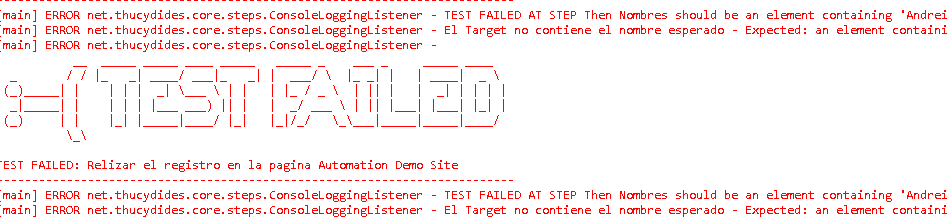 --------------------------------------------------------------------------------
[main] ERROR net.thucydides.core.steps.ConsoleLoggingListener - TEST FAILED AT STEP Then Nombres should be an element containing 'Andrei
[main] ERROR net.thucydides.core.steps.ConsoleLoggingListener - El Target no contiene el nombre esperado - Expected: an element containi
[main] ERROR net.thucydides.core.steps.ConsoleLoggingListener -
:-( TEST FAILED
TEST FAILED: Relizar el registro en la pagina Automation Demo Site
--------------------------------------------------------------------------------
[main] ERROR net.thucydides.core.steps.ConsoleLoggingListener - TEST FAILED AT STEP Then Nombres should be an element containing 'Andrei
[main] ERROR net.thucydides.core.steps.ConsoleLoggingListener - El Target no contiene el nombre esperado - Expected: an element containi